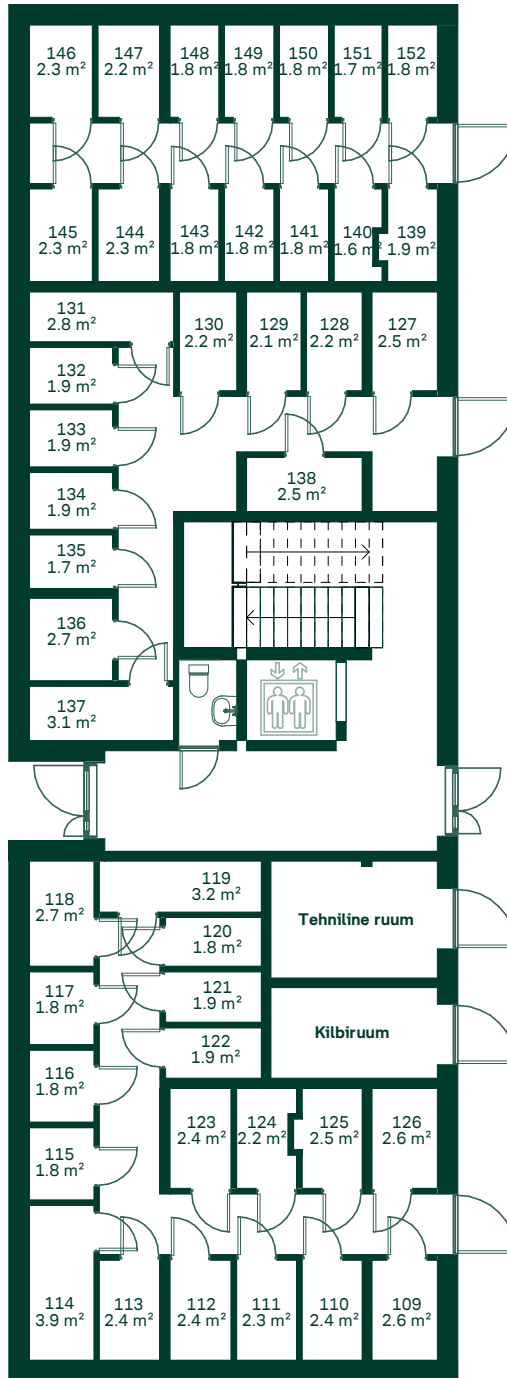 146
2.3 m²
147
2.2 m²
148
1.8 m²
149
1.8 m²
150
1.8 m²
151
1.7 m²
152
1.8 m²
145
2.3 m²
144
2.3 m²
143
1.8 m²
142
1.8 m²
141
1.8 m²
140
1.6 m²
139
1.9 m²
131
2.8 m²
130
2.2 m²
129
2.1 m²
128
2.2 m²
127
2.5 m²
132
1.9 m²
133
1.9 m²
138
2.5 m²
134
1.9 m²
135
1.7 m²
136
2.7 m²
137
3.1 m²
118
2.7 m²
119
3.2 m²
120
1.8 m²
Tehniline ruum
117
1.8 m²
121
1.9 m²
122
1.9 m²
Kilbiruum
116
1.8 m²
123
2.4 m²
124
2.2 m²
125
2.5 m²
126
2.6 m²
115
1.8 m²
114
3.9 m²
113
2.4 m²
112
2.4 m²
111
2.3 m²
110
2.4 m²
109
2.6 m²